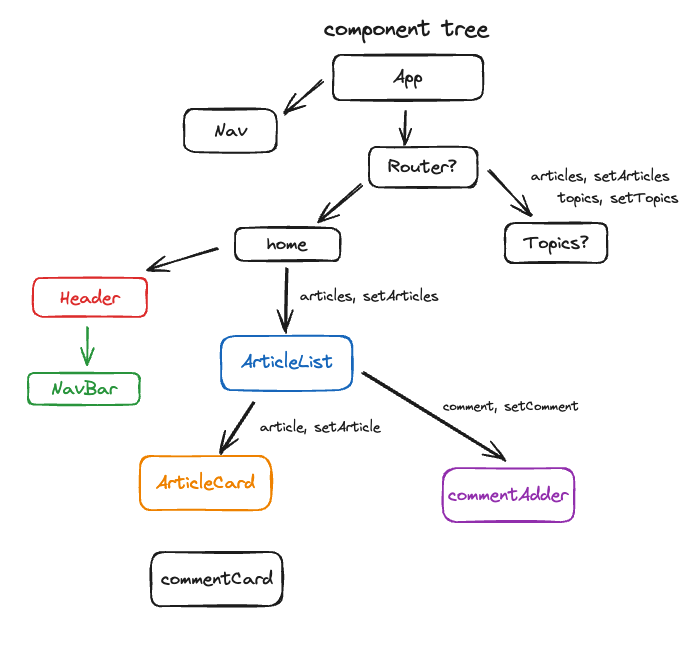 component tree
App
Nav
Router?
articles, setArticles
topics, setTopics
home
Topics?
Header
articles, setArticles
ArticleList
NavBar
comment, setComment
article, setArticle
ArticleCard
commentAdder
commentCard